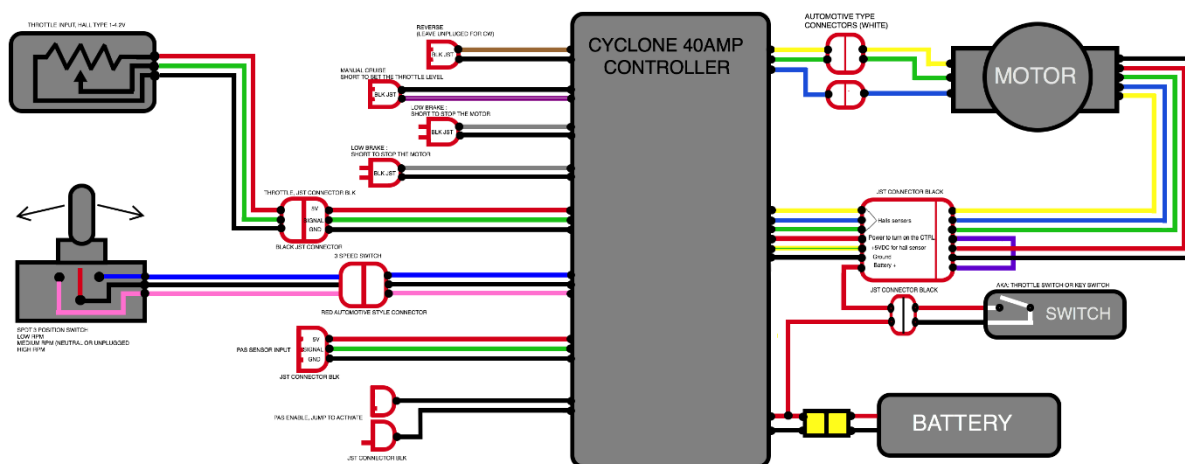 THROTTLE INPUT, HALL TYPE 1-4.2V
REVERSE
(LEAVE UNPLUGED FOR CW)
BLK JST
MANUAL CRUISE
SHORT TO SET THE THROTTLE LEVEL
BLK JST
LOW BRAKE :
SHORT TO STOP THE MOTOR
BLK JST
LOW BRAKE :
SHORT TO STOP THE MOTOR
BLK JST
THROTTLE, JST CONNECTOR BLK
5V
SIGNAL
GND
BLACK JST CONNECTOR
3 SPEED SWITCH
RED AUTOMOTIVE STYLE CONNECTOR
SPOT 3 POSITION SWITCH
LOW RPM
MEDIUM RPM (NEUTRAL OR UNPLUGGED
HIGH RPM
PAS SENSOR INPUT
5V
SIGNAL
GND
JST CONNECTOR BLK
PAS ENABLE, JUMP TO ACTIVATE
JST CONNECTOR BLK
CYCLONE 40AMP
CONTROLLER
AUTOMOTIVE TYPE
CONNECTORS (WHITE)
MOTOR
JST CONNECTOR BLACK
Halls sensors
Power to turn on the CTRL
+5VDC for hall sensor
Ground
Battery +
JST CONNECTOR BLACK
AKA: THROTTLE SWITCH OR KEY SWITCH
SWITCH
BATTERY